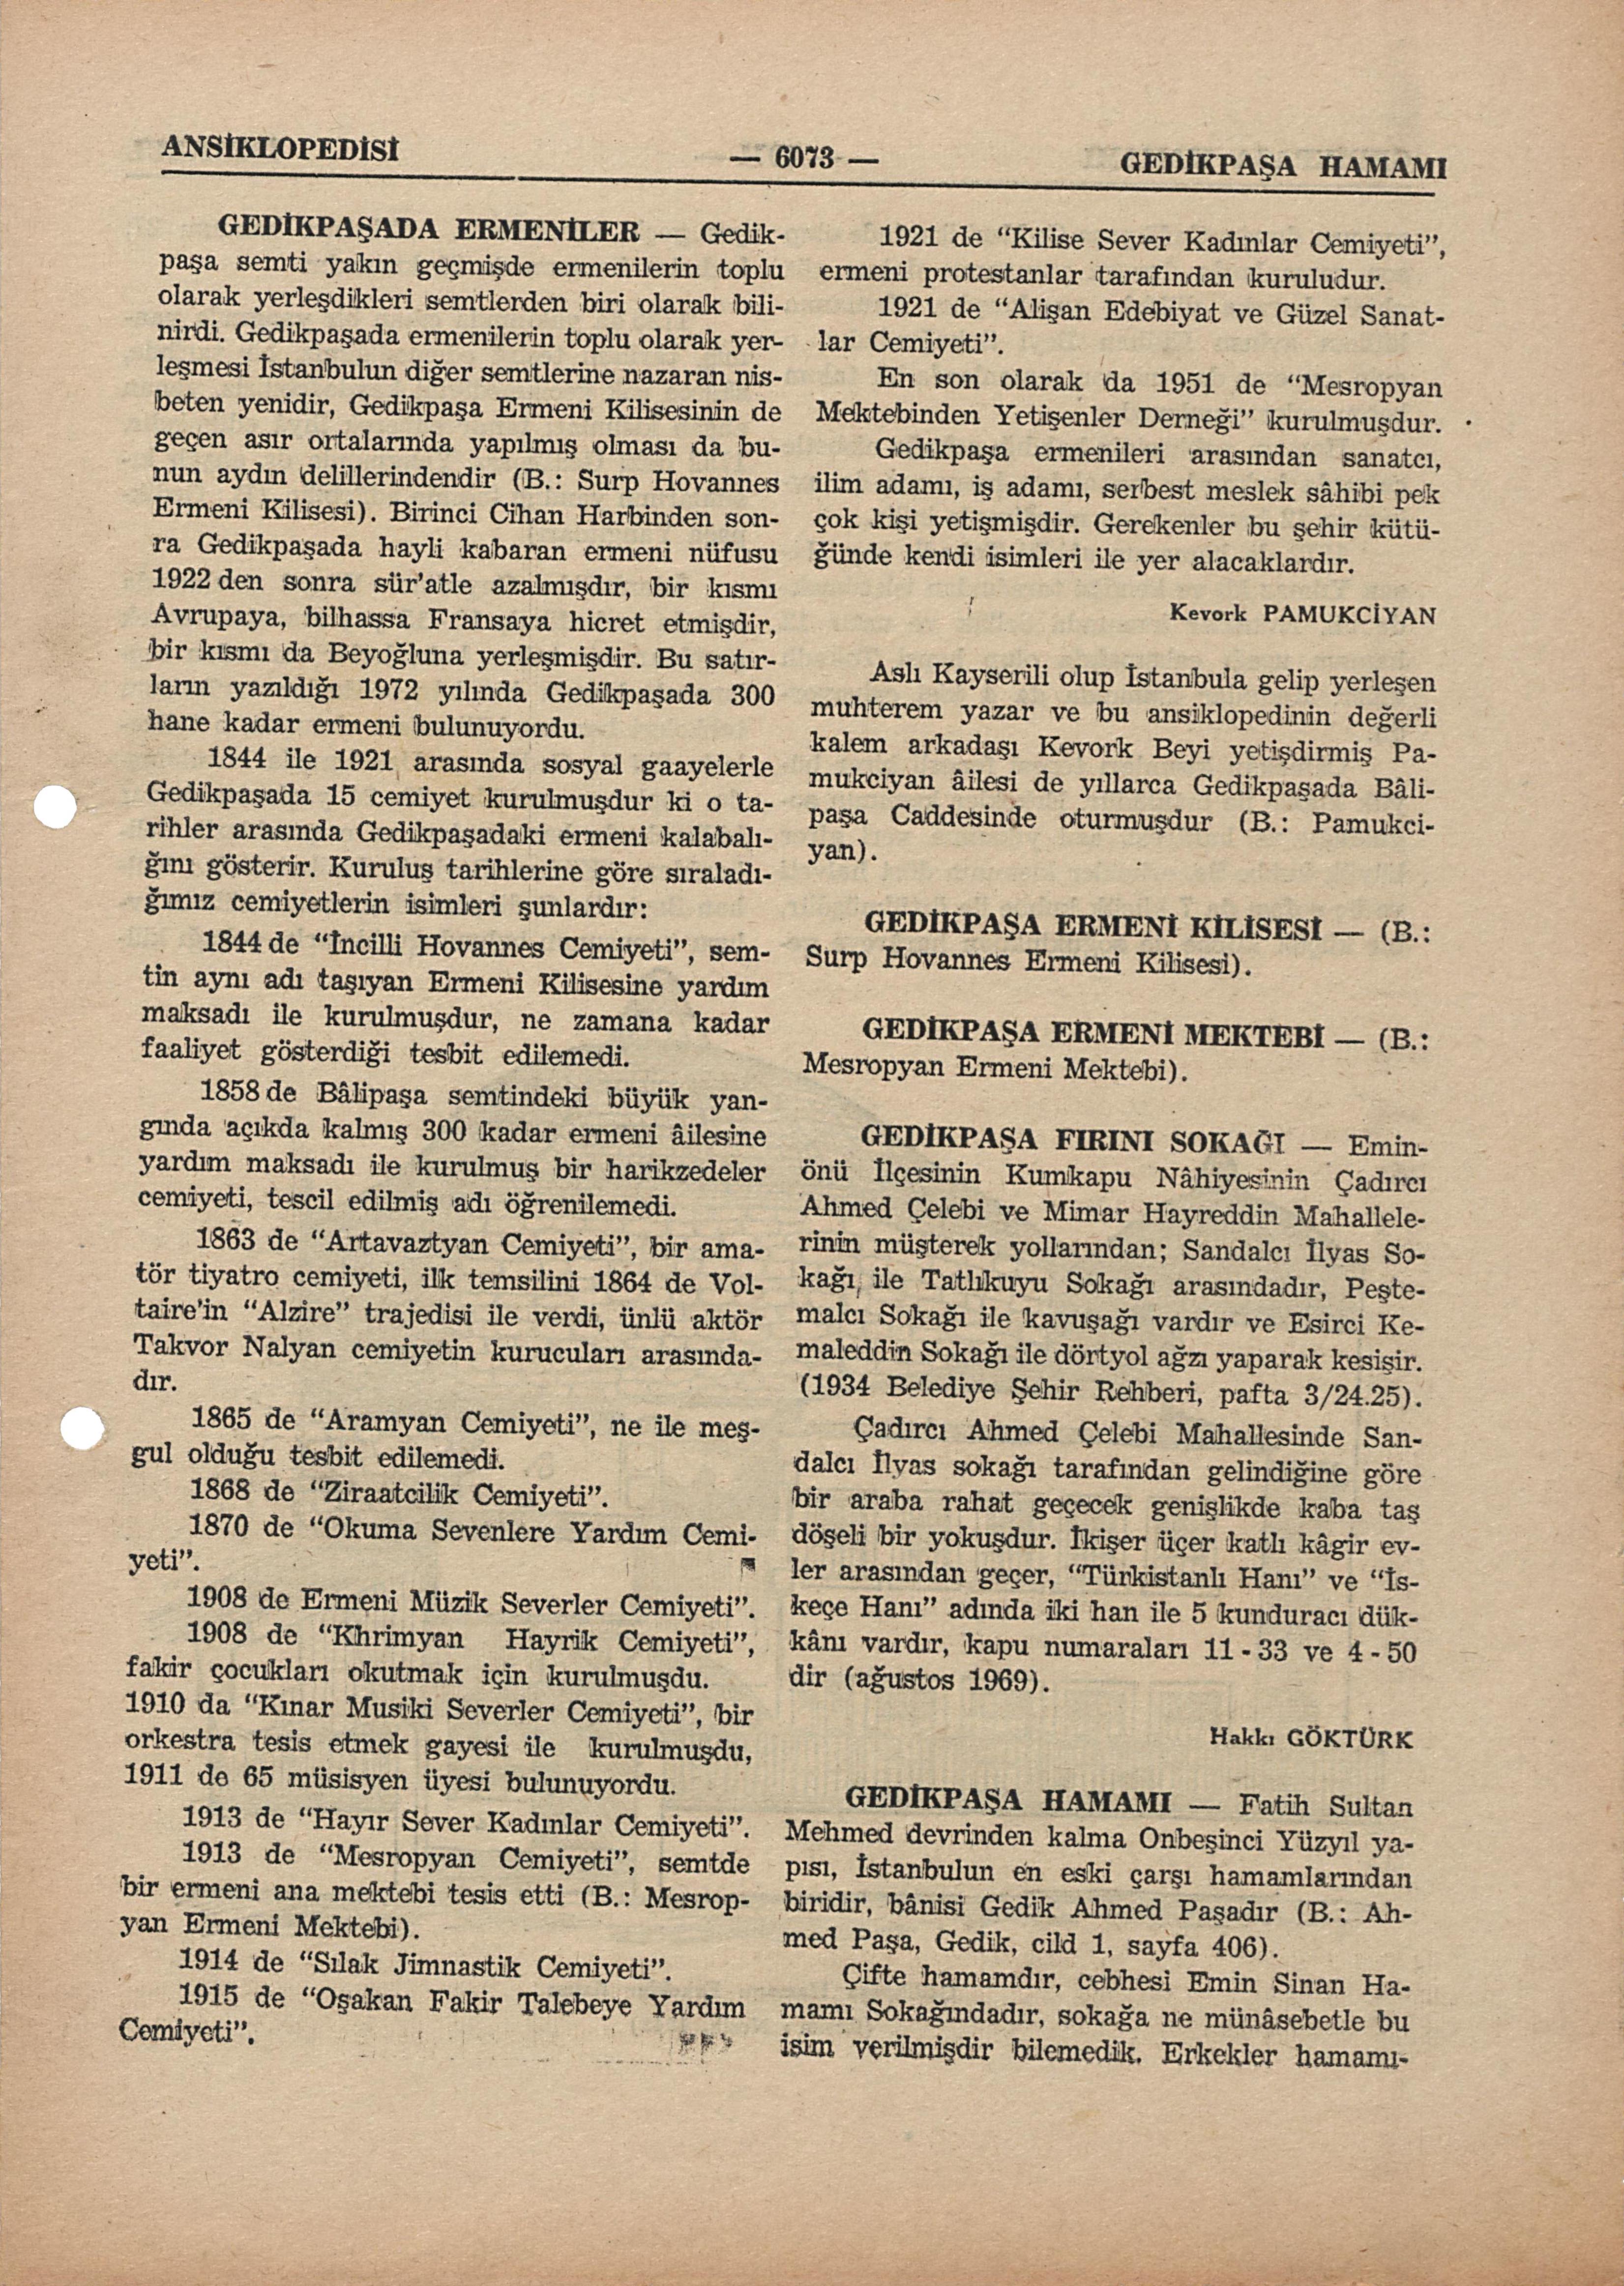 ANSİKLOPEDİSİ
— 6073 —
GEDİKPAŞA HAMAMI
GEDİKPAŞADA ERMENİLER — Gedik-
paşa semti yakın geçmişde ermenilerin toplu
olarak yerleşdikleri semtlerden biri olarak bili-
nirdi. Gedikpaşada ermenilerin toplu olarak yer-
leşmesi İstanbulun diğer semtlerine nazaran nis-
beten yenidir, Gedikpaşa Ermeni Kilisesinin de
geçen asır ortalarında yapılmış olması da bu-
nun aydın delillerindendir (B.: Surp Hovannes
Ermeni Kilisesi). Birinci Cihan Harbinden son-
ra Gedikpaşada hayli kabaran ermeni nüfusu
1922 den sonra sür'atle azalmışdır, bir kısmı
Avrupaya, bilhassa Fransaya hicret etmişdir,
bir kısmı da Beyoğluna yerleşmişdir. Bu satır-
ların yazıldığı 1972 yılında Gedikpaşada 300
hane kadar ermeni bulunuyordu.
1844 ile 1921 arasında sosyal gaayelerle
Gedikpaşada 15 cemiyet kurulmuşdur ki o ta-
rihler arasında Gedikpaşadaki ermeni kalabalı-
ğını gösterir. Kuruluş tarihlerine göre sıraladı-
ğımız cemiyetlerin isimleri şunlardır:
1844 de “İncilli Hovannes Cemiyeti”, sem-
tin aynı adı taşıyan Ermeni Kilisesine yardım
maksadı ile kurulmuşdur, ne zamana kadar
faaliyet gösterdiği tesbit edilemedi.
1858 de Bâlipaşa semtindeki büyük yan-
gında açıkda kalmış 300 kadar ermeni âilesine
yardım maksadı ile kurulmuş bir harikzedeler
cemiyeti, tescil edilmiş adı öğrenilemedi.
1863 de “Artavaztyan Cemiyeti”, bir ama-
tör tiyatro cemiyeti, ilk temsilini 1864 de Vol-
taire'in “Alzire” trajedisi ile verdi, ünlü aktör
Takvor Nalyan cemiyetin kurucuları arasında-
dır.
1865 de “Aramyan Cemiyeti”, ne ile meş-
gul olduğu tesbit edilemedi.
1868 de “Ziraatcilik Cemiyeti”.
1870 de “Okuma Sevenlere Yardım Cemi-
yeti”.
1908 de Ermeni Müzik Severler Cemiyeti”.
1908 de “Khrimyan Hayrik Cemiyeti”,
fakir çocukları okutmak için kurulmuşdu.
1910 da “Kınar Musiki Severler Cemiyeti”, bir
orkestra tesis etmek gayesi ile kurulmuşdu,
1911 de 65 müsisyen üyesi bulunuyordu.
1913 de “Hayır Sever Kadınlar Cemiyeti”.
1913 de “Mesropyan Cemiyeti”, semtde
bir ermeni ana mektebi tesis etti (B.: Mesrop-
yan Ermeni Mektebi).
1914 de “Sılak Jimnastik Cemiyeti”.
1915 de “Oşakan Fakir Talebeye Yardım
Cemiyeti”.
1921 de “Kilise Sever Kadınlar Cemiyeti”,
ermeni protestanlar tarafından kuruludur.
1921 de “Alişan Edebiyat ve Güzel Sanat-
lar Cemiyeti”.
En son olarak da 1951 de “Mesropyan
Mektebinden Yetişenler Derneği” kurulmuşdur.
Gedikpaşa ermenileri arasından sanatcı,
ilim adamı, iş adamı, serbest meslek sâhibi pek
çok kişi yetişmişdir. Gerekenler bu şehir kütü-
ğünde kendi isimleri ile yer alacaklardır.
Kevork PAMUKCİYAN
Aslı Kayserili olup İstanbula gelip yerleşen
muhterem yazar ve bu ansiklopedinin değerli
kalem arkadaşı Kevork Beyi yetişdirmiş Pa-
mukciyan âilesi de yıllarca Gedikpaşada Bâli-
paşa Caddesinde oturmuşdur (B.: Pamukci-
yan).
GEDİKPAŞA ERMENİ KİLİSESİ — (B.:
Surp Hovannes Ermeni Kilisesi).
GEDİKPAŞA ERMENİ MEKTEBİ — (B.:
Mesropyan Ermeni Mektebi).
GEDİKPAŞA FIRINI SOKAĞI — Emin-
önü İlçesinin Kumkapu Nâhiyesinin Çadırcı
Ahmed Çelebi ve Mimar Hayreddin Mahallele-
rinin müşterek yollarından; Sandalcı İlyas So-
kağı, ile Tatlıkuyu Sokağı arasındadır, Peşte-
malcı Sokağı ile kavuşağı vardır ve Esirci Ke-
maleddin Sokağı ile dörtyol ağzı yaparak kesişir.
(1934 Belediye Şehir Rehberi, pafta 3/24.25).
Çadırcı Ahmed Çelebi Mahallesinde San-
dalcı İlyas sokağı tarafından gelindiğine göre
bir araba rahat geçecek genişlikde kaba taş
döşeli bir yokuşdur. İkişer üçer katlı kâgir ev-
ler arasından geçer, “Türkistanlı Hanı” ve “İs-
keçe Hanı” adında iki han ile 5 kunduracı dük-
kânı vardır, kapu numaraları 11 - 33 ve 4 - 50
dir (ağustos 1969).
Hakkı GÖKTÜRK
GEDİKPAŞA HAMAMI — Fatih Sultan
Mehmed devrinden kalma Onbeşinci Yüzyıl ya-
pısı, İstanbulun en eski çarşı hamamlarından
biridir, bânisi Gedik Ahmed Paşadır (B.: Ah-
med Paşa, Gedik, cild 1, sayfa 406).
Çifte hamamdır, cebhesi Emin Sinan Ha-
mamı Sokağındadır, sokağa ne münâsebetle bu
isim verilmişdir bilemedik. Erkekler hamamı-